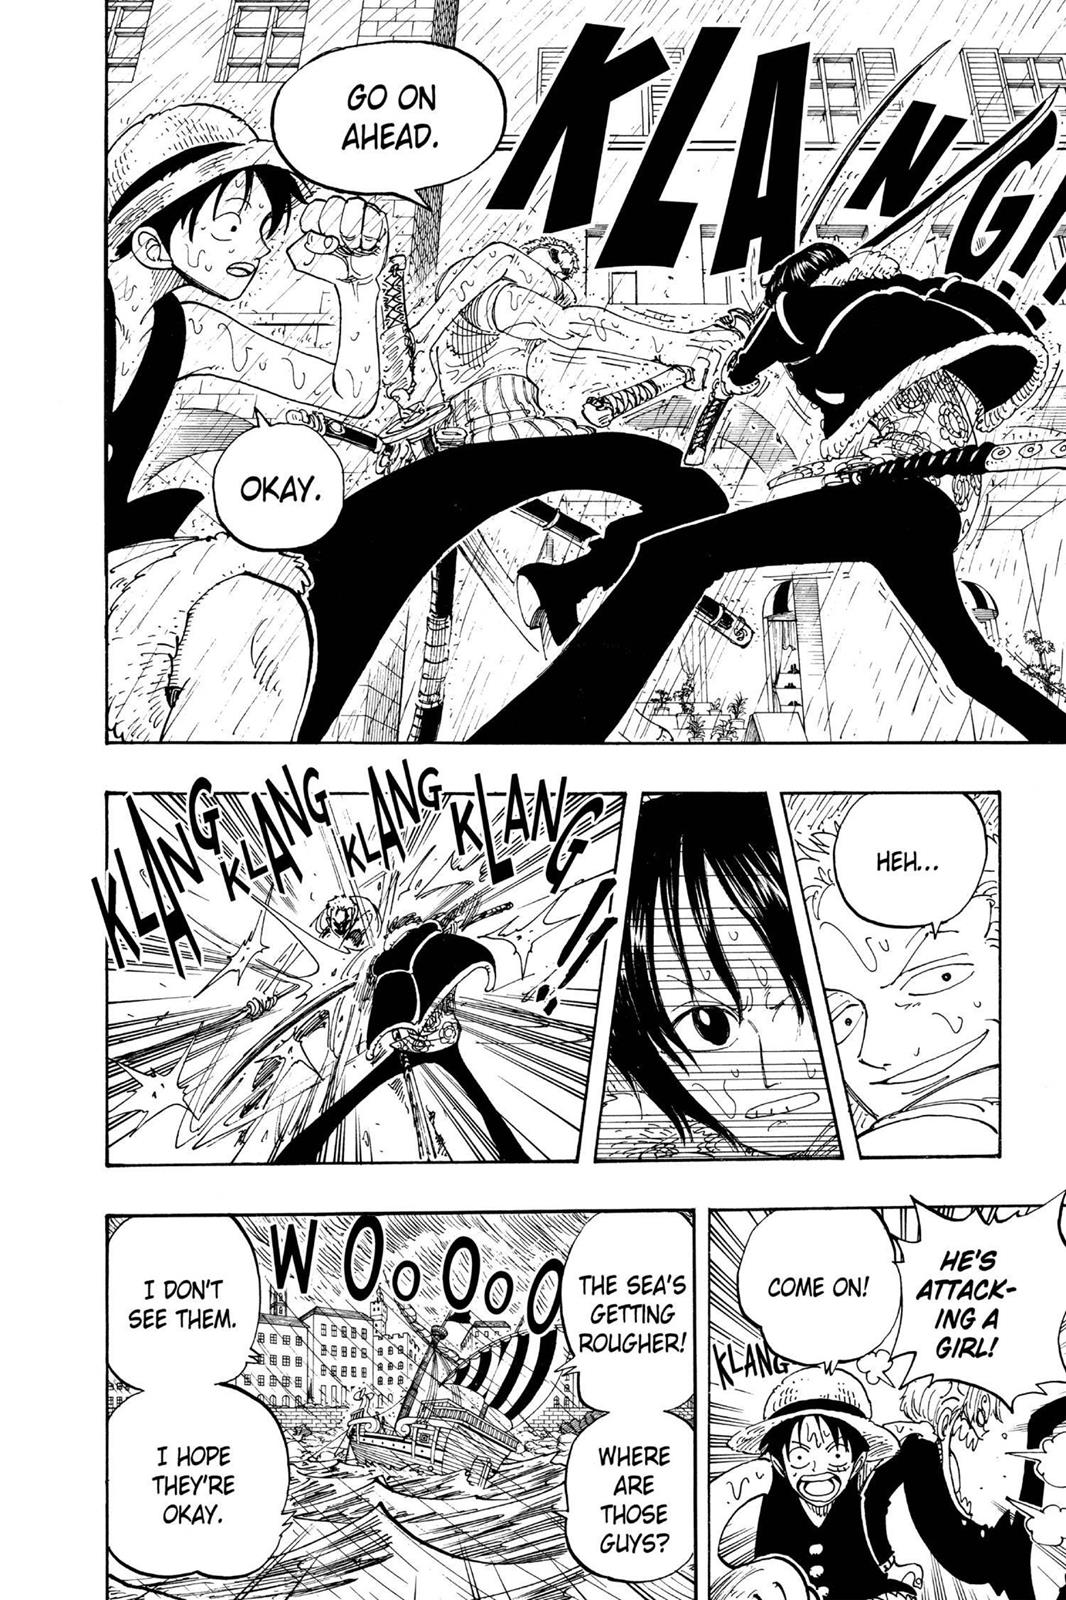 KLANG!!
GO ON
AHEAD.
OKAY.
HEH...
KLANG KLANG KLANG KLANG!!
HE'S
ATTACK-
ING A
GIRL!
COME ON!
KLANG
THE SEA'S
GETTING
ROUGHER!
WHERE
ARE
THOSE
GUYS?
WOOOOO
I DON'T
SEE THEM.
I HOPE
THEY'RE
OKAY.